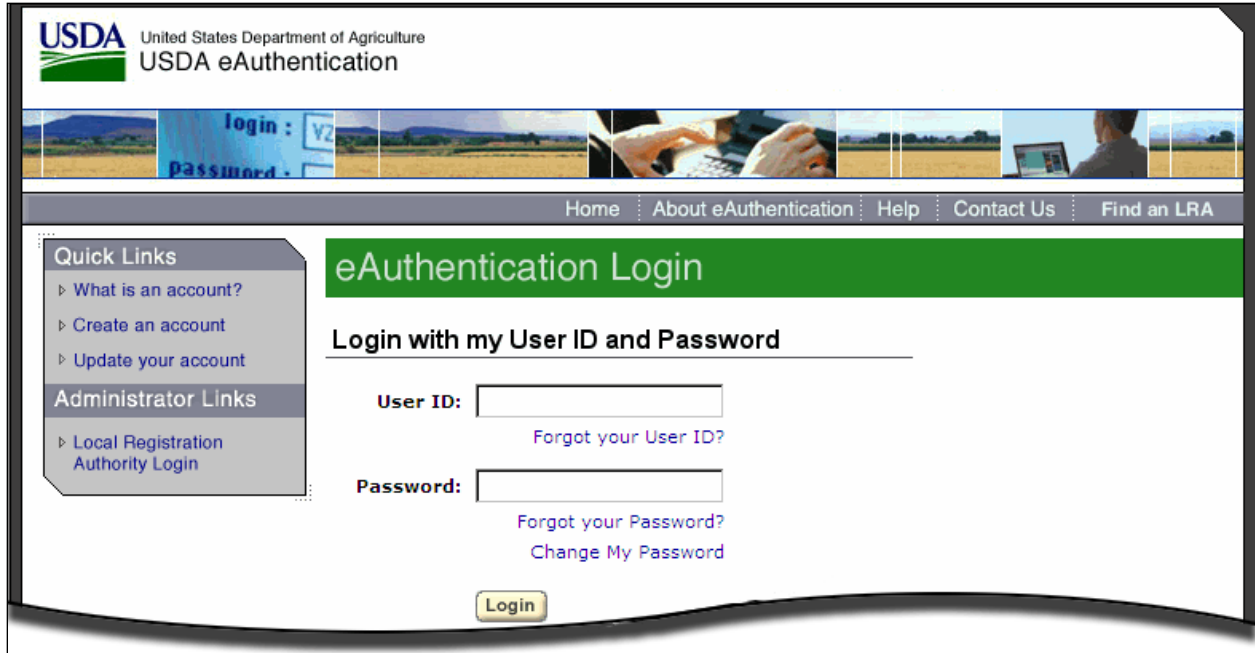 USDA
United States Department of Agriculture
USDA eAuthentication
login :
password :
Home
About eAuthentication
Help
Contact Us
Find an LRA
Quick Links
What is an account?
Create an account
Update your account
Administrator Links
Local Registration
Authority Login
eAuthentication Login
Login with my User ID and Password
User ID:
Forgot your User ID?
Password:
Forgot your Password?
Change My Password
Login